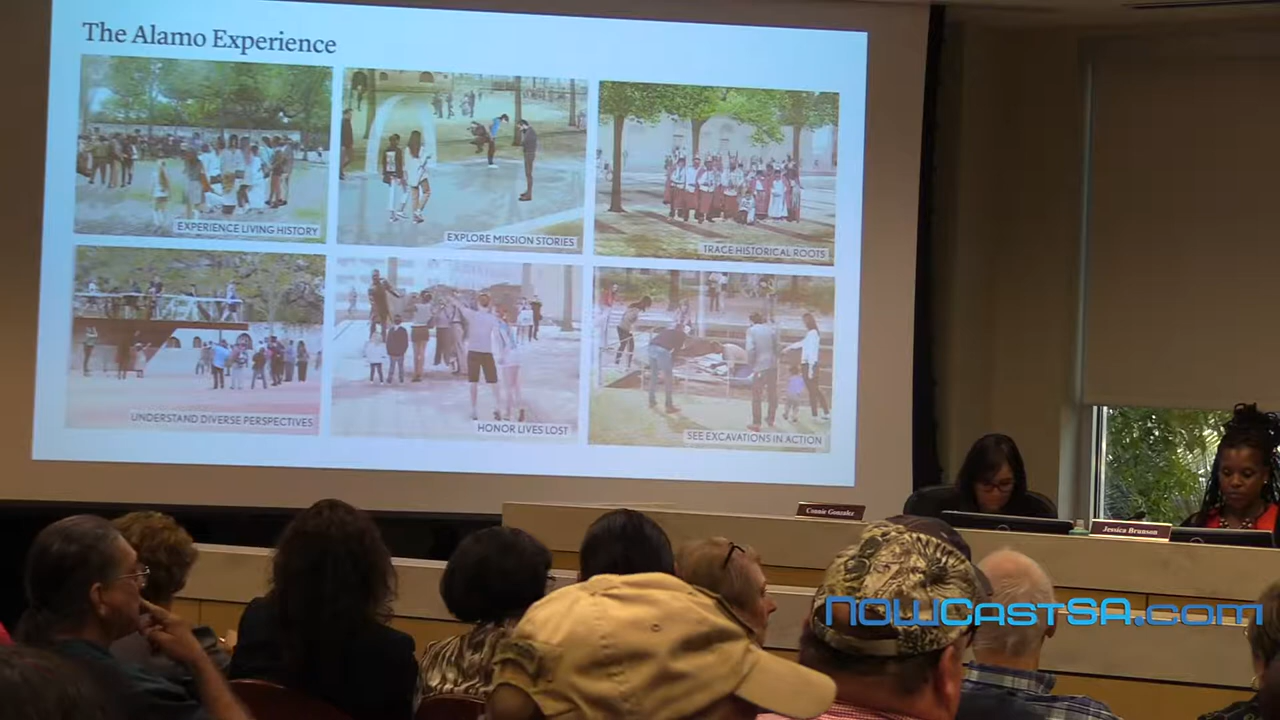 The Alamo Experience
EXPERIENCE LIVING HISTORY
EXPLORE MISSION STORIES
TRACE HISTORICAL ROOTS
UNDERSTAND DIVERSE PERSPECTIVES
HONOR LIVES LOST
SEE EXCAVATIONS IN ACTION
Connie Gonzalez
Jessica Brunson
NOWCASTSA.com